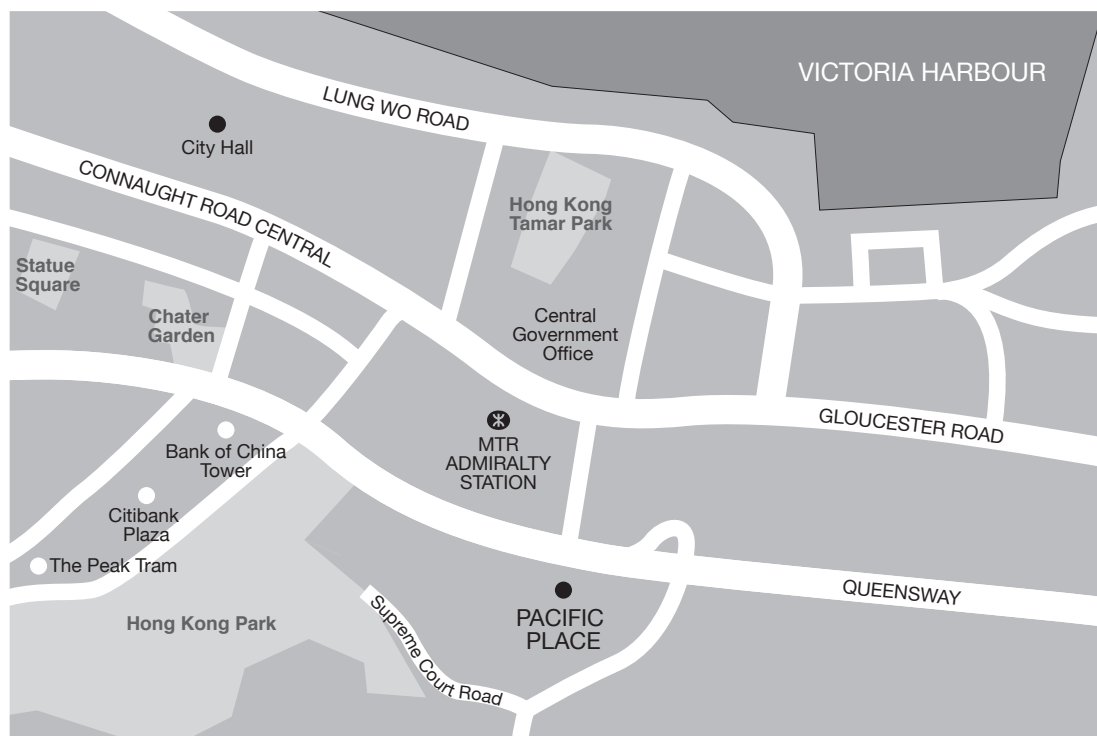 VICTORIA HARBOUR
LUNG WO ROAD
City Hall
CONNAUGHT ROAD CENTRAL
Hong Kong
Tamar Park
Statue
Square
Chater
Garden
Central
Government
Office
GLOUCESTER ROAD
MTR
ADMIRALTY
STATION
Bank of China
Tower
Citibank
Plaza
The Peak Tram
QUEENSWAY
PACIFIC
PLACE
Hong Kong Park
Supreme Court Road